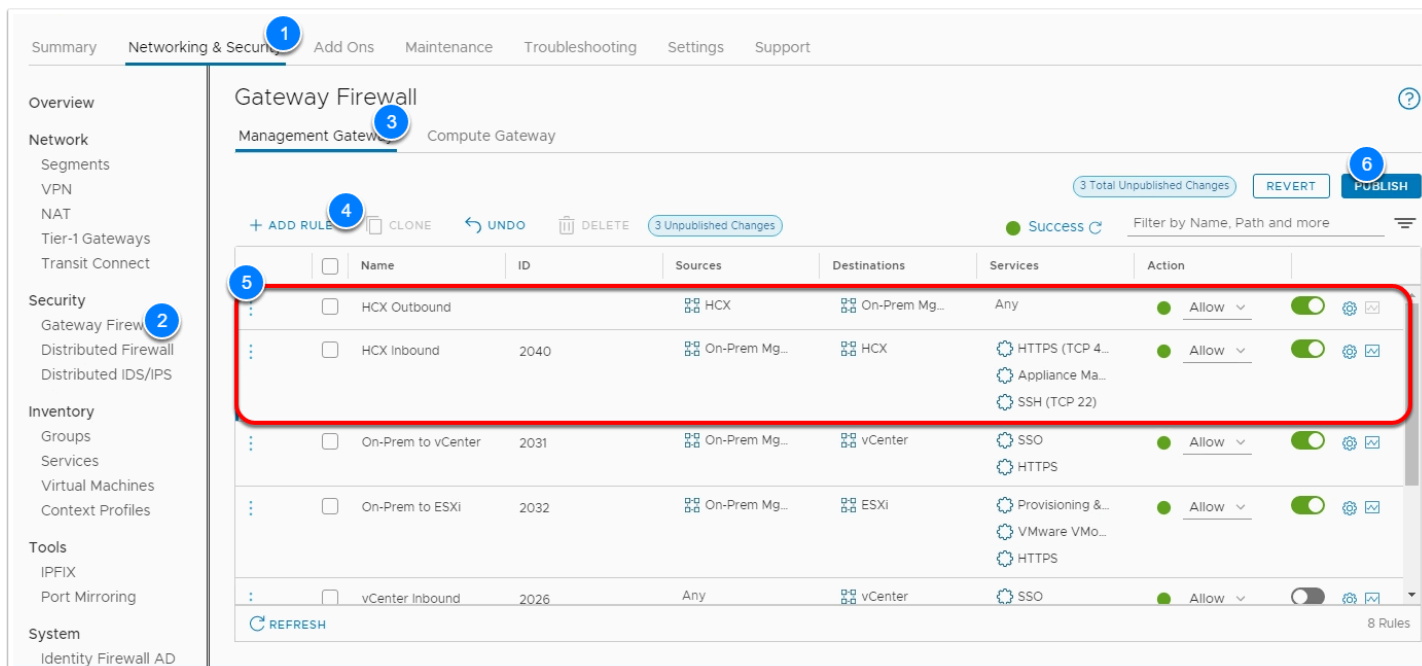 1
Summary Networking & Security Add Ons Maintenance Troubleshooting Settings Support
Overview
Network
Segments
VPN
NAT
Tier-1 Gateways
Transit Connect
Security
Gateway Firew
2
Distributed Firewall
Distributed IDS/IPS
Inventory
Groups
Services
Virtual Machines
Context Profiles
Tools
IPFIX
Port Mirroring
System
Identity Firewall AD
Gateway Firewall
?
3
Management Gateway Compute Gateway
6
3 Total Unpublished Changes REVERT PUBLISH
4
+ ADD RULE CLONE UNDO DELETE 3 Unpublished Changes Success Filter by Name, Path and more
Name ID Sources Destinations Services Action
5
HCX Outbound HCX On-Prem Mg... Any Allow
HCX Inbound 2040 On-Prem Mg... HCX HTTPS (TCP 4... Allow
Appliance Ma...
SSH (TCP 22)
On-Prem to vCenter 2031 On-Prem Mg... vCenter SSO Allow
HTTPS
On-Prem to ESXi 2032 On-Prem Mg... ESXi Provisioning &... Allow
VMware VMo...
HTTPS
vCenter Inbound 2026 Any vCenter SSO Allow
REFRESH 8 Rules